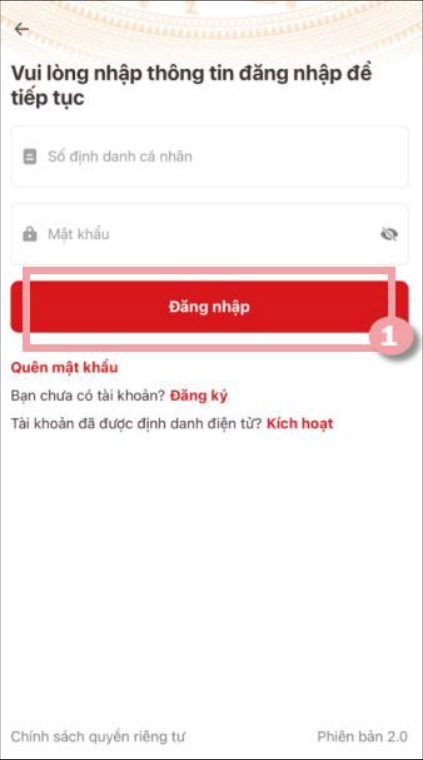 Vui lòng nhập thông tin đăng nhập để
tiếp tục
Số định danh cá nhân
Mật khẩu
Đăng nhập
1
Quên mật khẩu
Bạn chưa có tài khoản? Đăng ký
Tài khoản đã được định danh điện tử? Kích hoạt
Chính sách quyền riêng tư Phiên bản 2.0